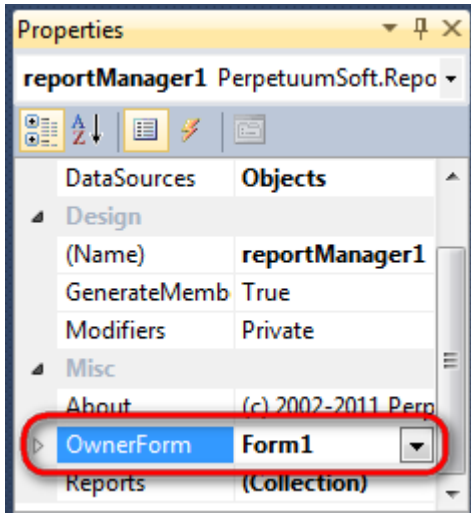 Properties
reportManager1 PerpetuumSoft.Repo
DataSources Objects
Design
(Name) reportManager1
GenerateMemb True
Modifiers Private
Misc
About (c) 2002-2011 Perp
OwnerForm Form1
Reports (Collection)